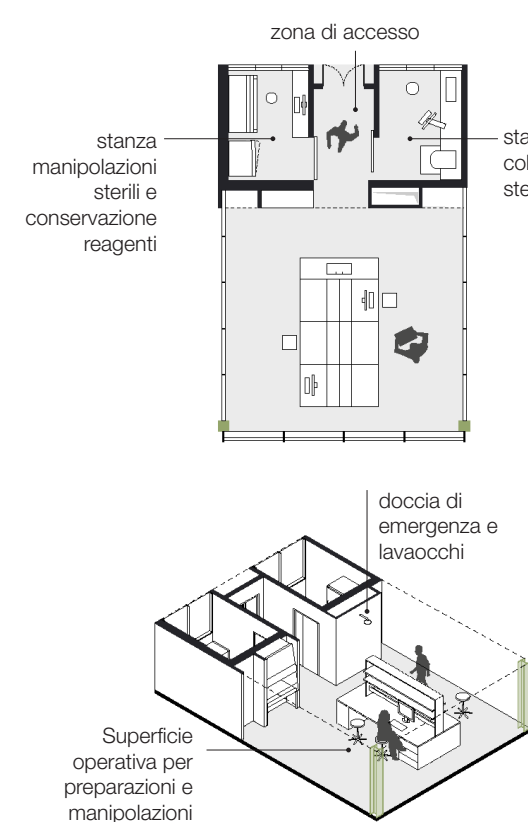 zona di accesso
stanza
manipolazioni
sterili e
conservazione
reagenti
doccia di
emergenza e
lavaocchi
Superficie
operativa per
preparazioni e
manipolazioni